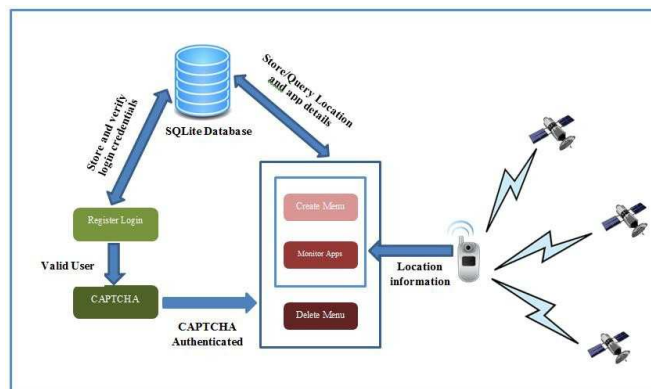 SQLite Database
Store and verify
login credentials
Store/Query Location
and app details
Register Login
Valid User
CAPTCHA
CAPTCHA
Authenticated
Create Menu
Monitor Apps
Delete Menu
Location
information